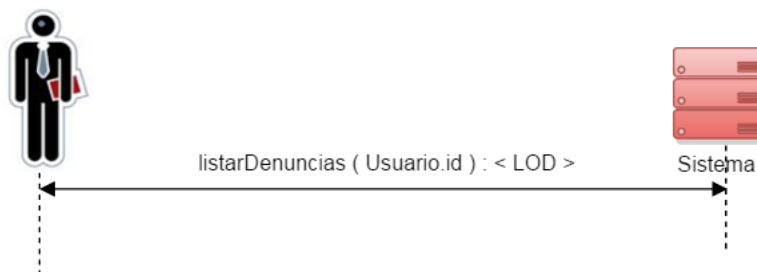 listarDenuncias ( Usuario.id ) : < LOD >
Sistema